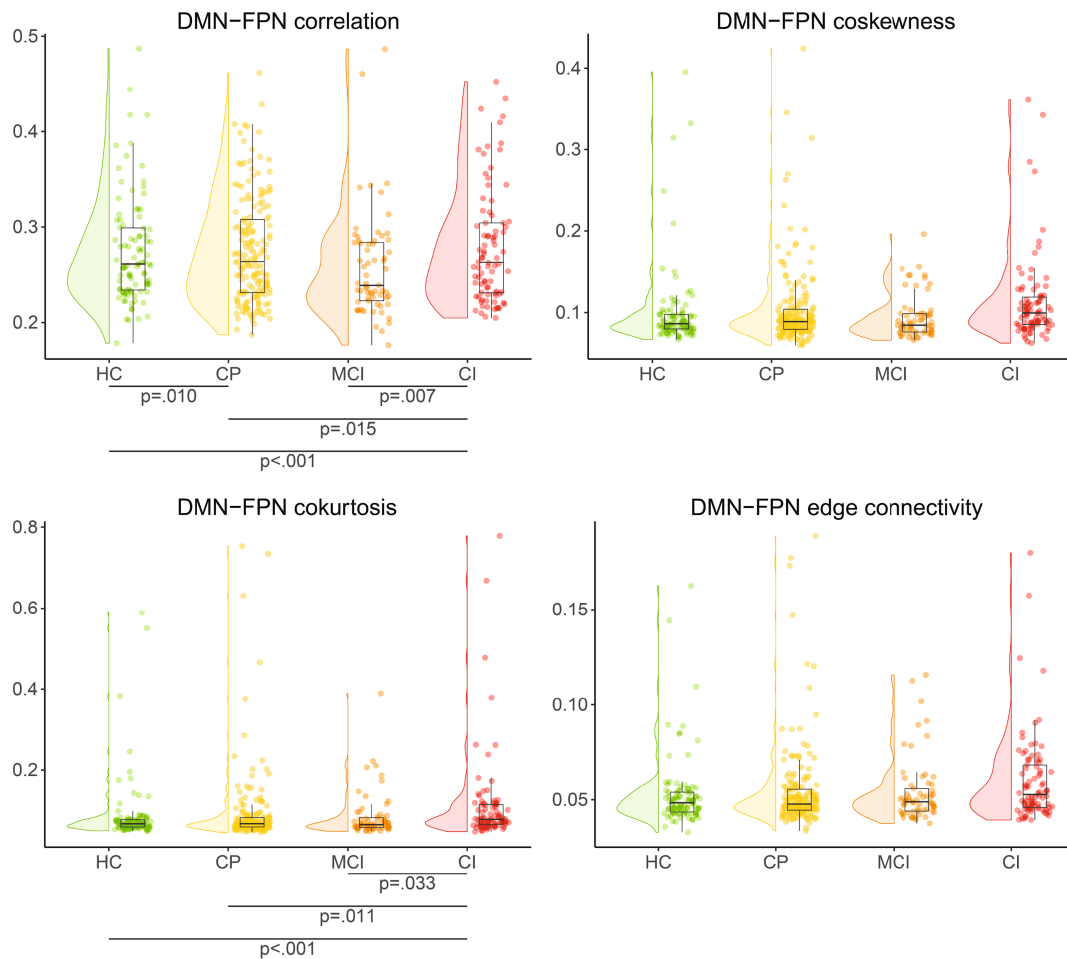 DMN−FPN correlation
0.5
0.4
0.3
0.2
HC CP MCI CI
p=.010 p=.007
p=.015
p<.001
DMN−FPN coskewness
0.4
0.3
0.2
0.1
HC CP MCI CI
DMN−FPN cokurtosis
0.8
0.6
0.4
0.2
HC CP MCI CI
p=.033
p=.011
p<.001
DMN−FPN edge connectivity
0.15
0.10
0.05
HC CP MCI CI